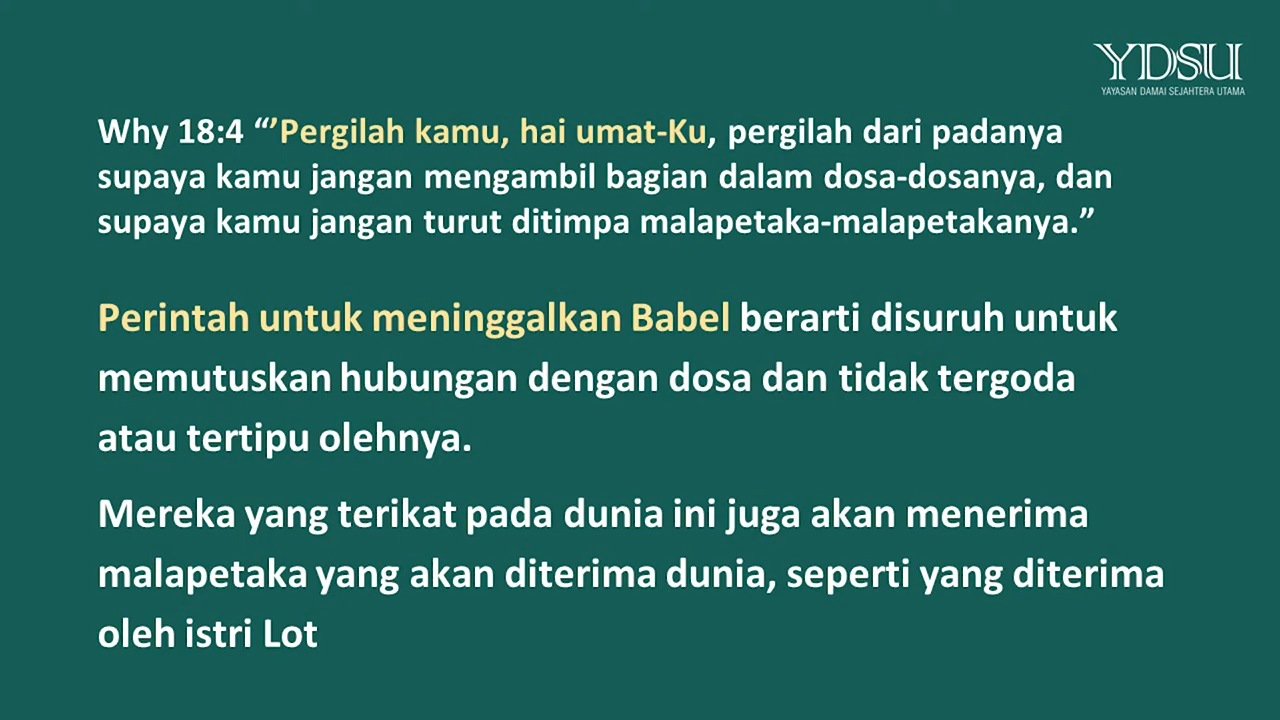 YDSU
YAYASAN DAMAI SEJAHTERA UTAMA
Why 18:4 “’Pergilah kamu, hai umat-Ku, pergilah dari padanya
supaya kamu jangan mengambil bagian dalam dosa-dosanya, dan
supaya kamu jangan turut ditimpa malapetaka-malapetakanya.”
Perintah untuk meninggalkan Babel berarti disuruh untuk
memutuskan hubungan dengan dosa dan tidak tergoda
atau tertipu olehnya.
Mereka yang terikat pada dunia ini juga akan menerima
malapetaka yang akan diterima dunia, seperti yang diterima
oleh istri Lot